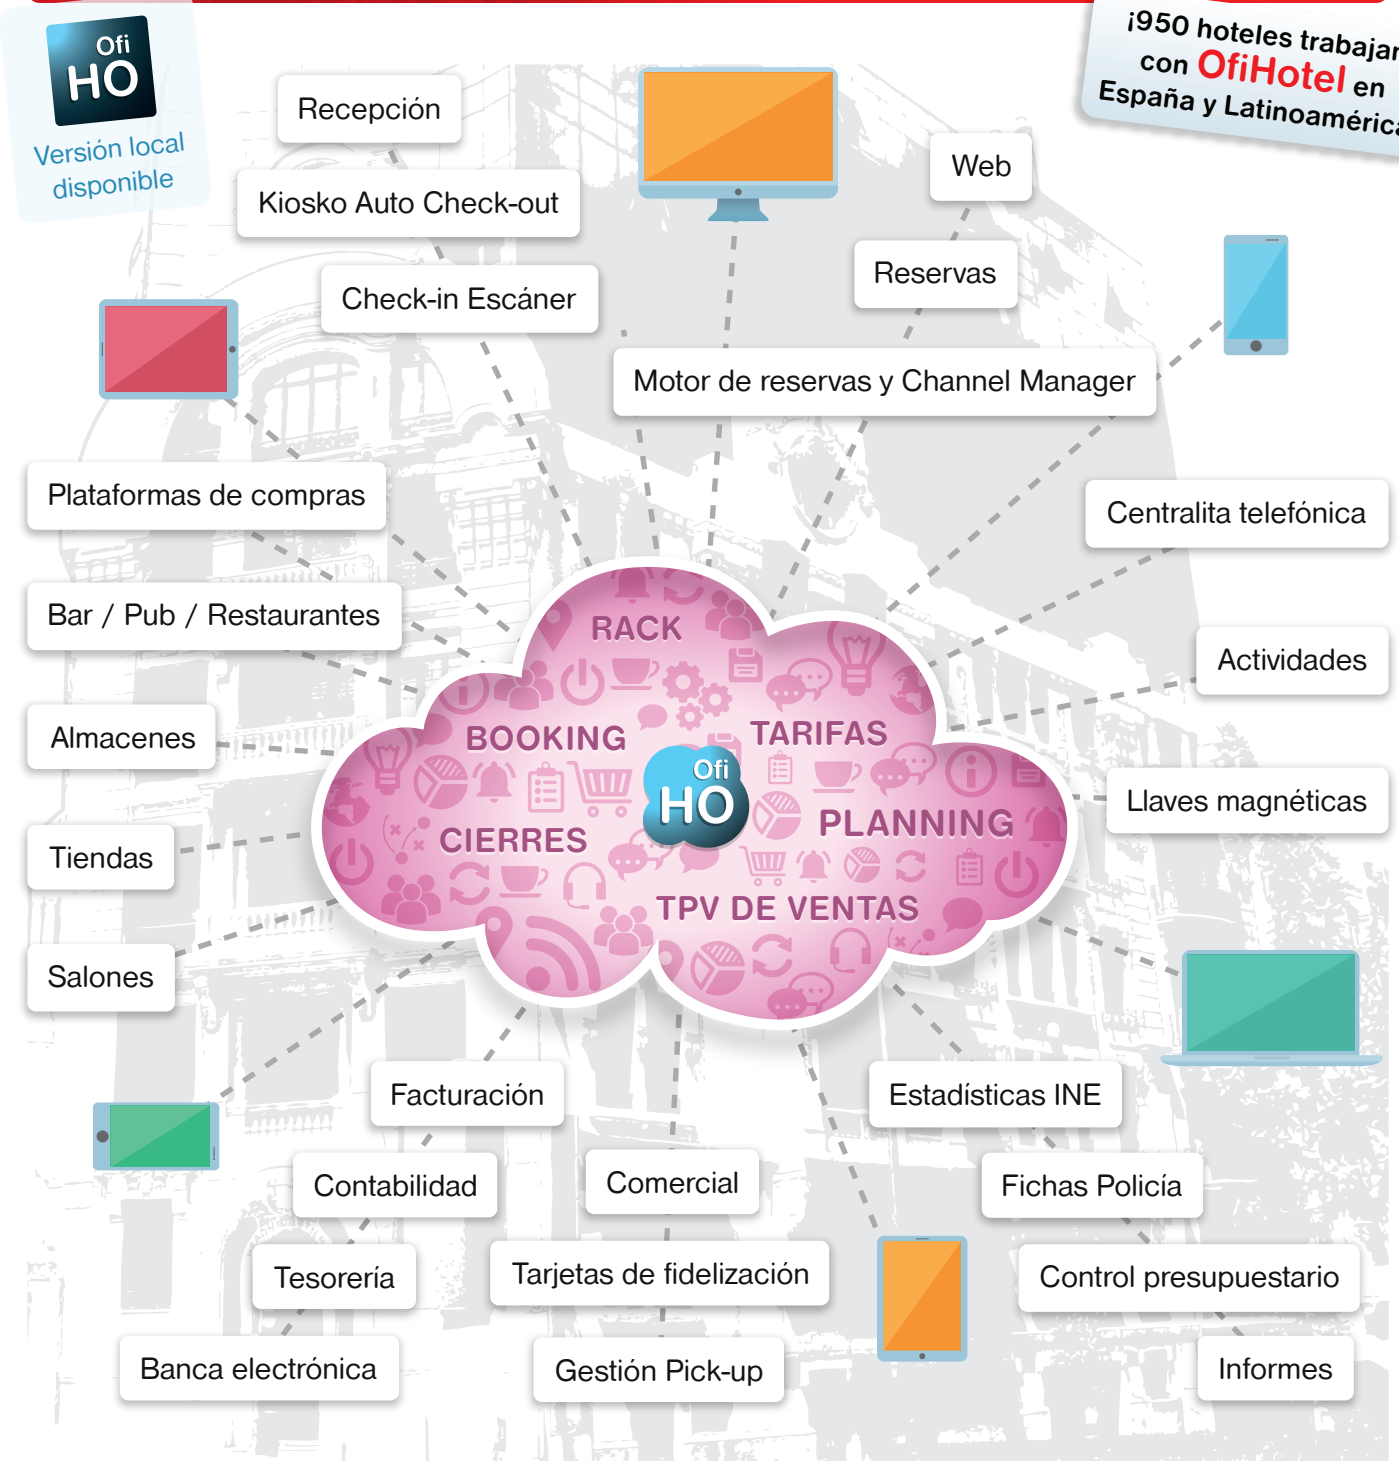 Ofi
HO
Versión local
disponible
¡950 hoteles trabajan
con OfiHotel en
España y Latinoamérica
Recepción
Kiosko Auto Check-out
Check-in Escáner
Web
Reservas
Motor de reservas y Channel Manager
Plataformas de compras
Centralita telefónica
Bar / Pub / Restaurantes
Actividades
Almacenes
Llaves magnéticas
Tiendas
Salones
RACK
BOOKING
TARIFAS
Ofi
HO
CIERRES
PLANNING
TPV DE VENTAS
Facturación
Estadísticas INE
Contabilidad
Comercial
Fichas Policía
Tesorería
Tarjetas de fidelización
Control presupuestario
Banca electrónica
Gestión Pick-up
Informes